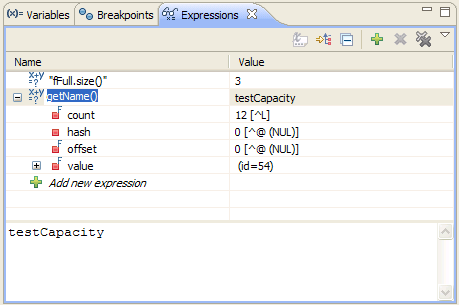 (x)= Variables Breakpoints Expressions
Name Value
"fFull.size()" 3
getName() testCapacity
count 12 [^L]
hash 0 [^@ (NUL)]
offset 0 [^@ (NUL)]
value (id=54)
Add new expression
testCapacity